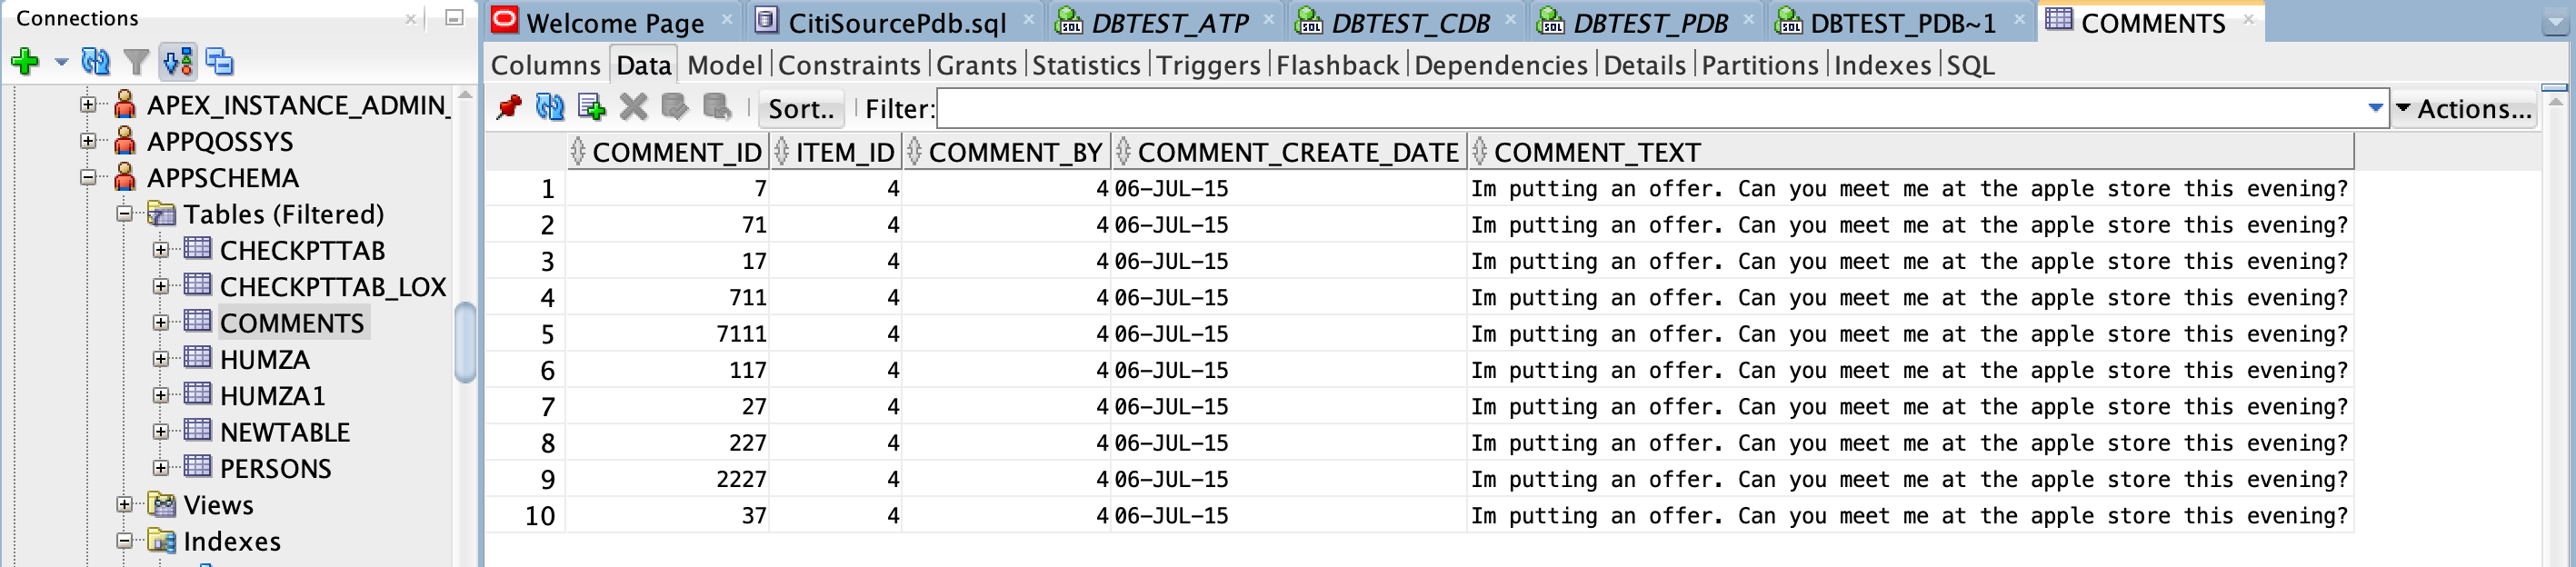 Connections
Welcome Page CitiSourcePdb.sql DBTEST_ATP DBTEST_CDB DBTEST_PDB DBTEST_PDB~1 COMMENTS
Columns Data Model Constraints Grants Statistics Triggers Flashback Dependencies Details Partitions Indexes SQL
Sort.. Filter: Actions...
APEX_INSTANCE_ADMIN_
APPQOSSYS
APPSCHEMA
Tables (Filtered)
CHECKPTTAB
CHECKPTTAB_LOX
COMMENTS
HUMZA
HUMZA1
NEWTABLE
PERSONS
Views
Indexes
COMMENT_ID ITEM_ID COMMENT_BY COMMENT_CREATE_DATE COMMENT_TEXT
1 7 4 4 06-JUL-15 Im putting an offer. Can you meet me at the apple store this evening?
2 71 4 4 06-JUL-15 Im putting an offer. Can you meet me at the apple store this evening?
3 17 4 4 06-JUL-15 Im putting an offer. Can you meet me at the apple store this evening?
4 711 4 4 06-JUL-15 Im putting an offer. Can you meet me at the apple store this evening?
5 7111 4 4 06-JUL-15 Im putting an offer. Can you meet me at the apple store this evening?
6 117 4 4 06-JUL-15 Im putting an offer. Can you meet me at the apple store this evening?
7 27 4 4 06-JUL-15 Im putting an offer. Can you meet me at the apple store this evening?
8 227 4 4 06-JUL-15 Im putting an offer. Can you meet me at the apple store this evening?
9 2227 4 4 06-JUL-15 Im putting an offer. Can you meet me at the apple store this evening?
10 37 4 4 06-JUL-15 Im putting an offer. Can you meet me at the apple store this evening?